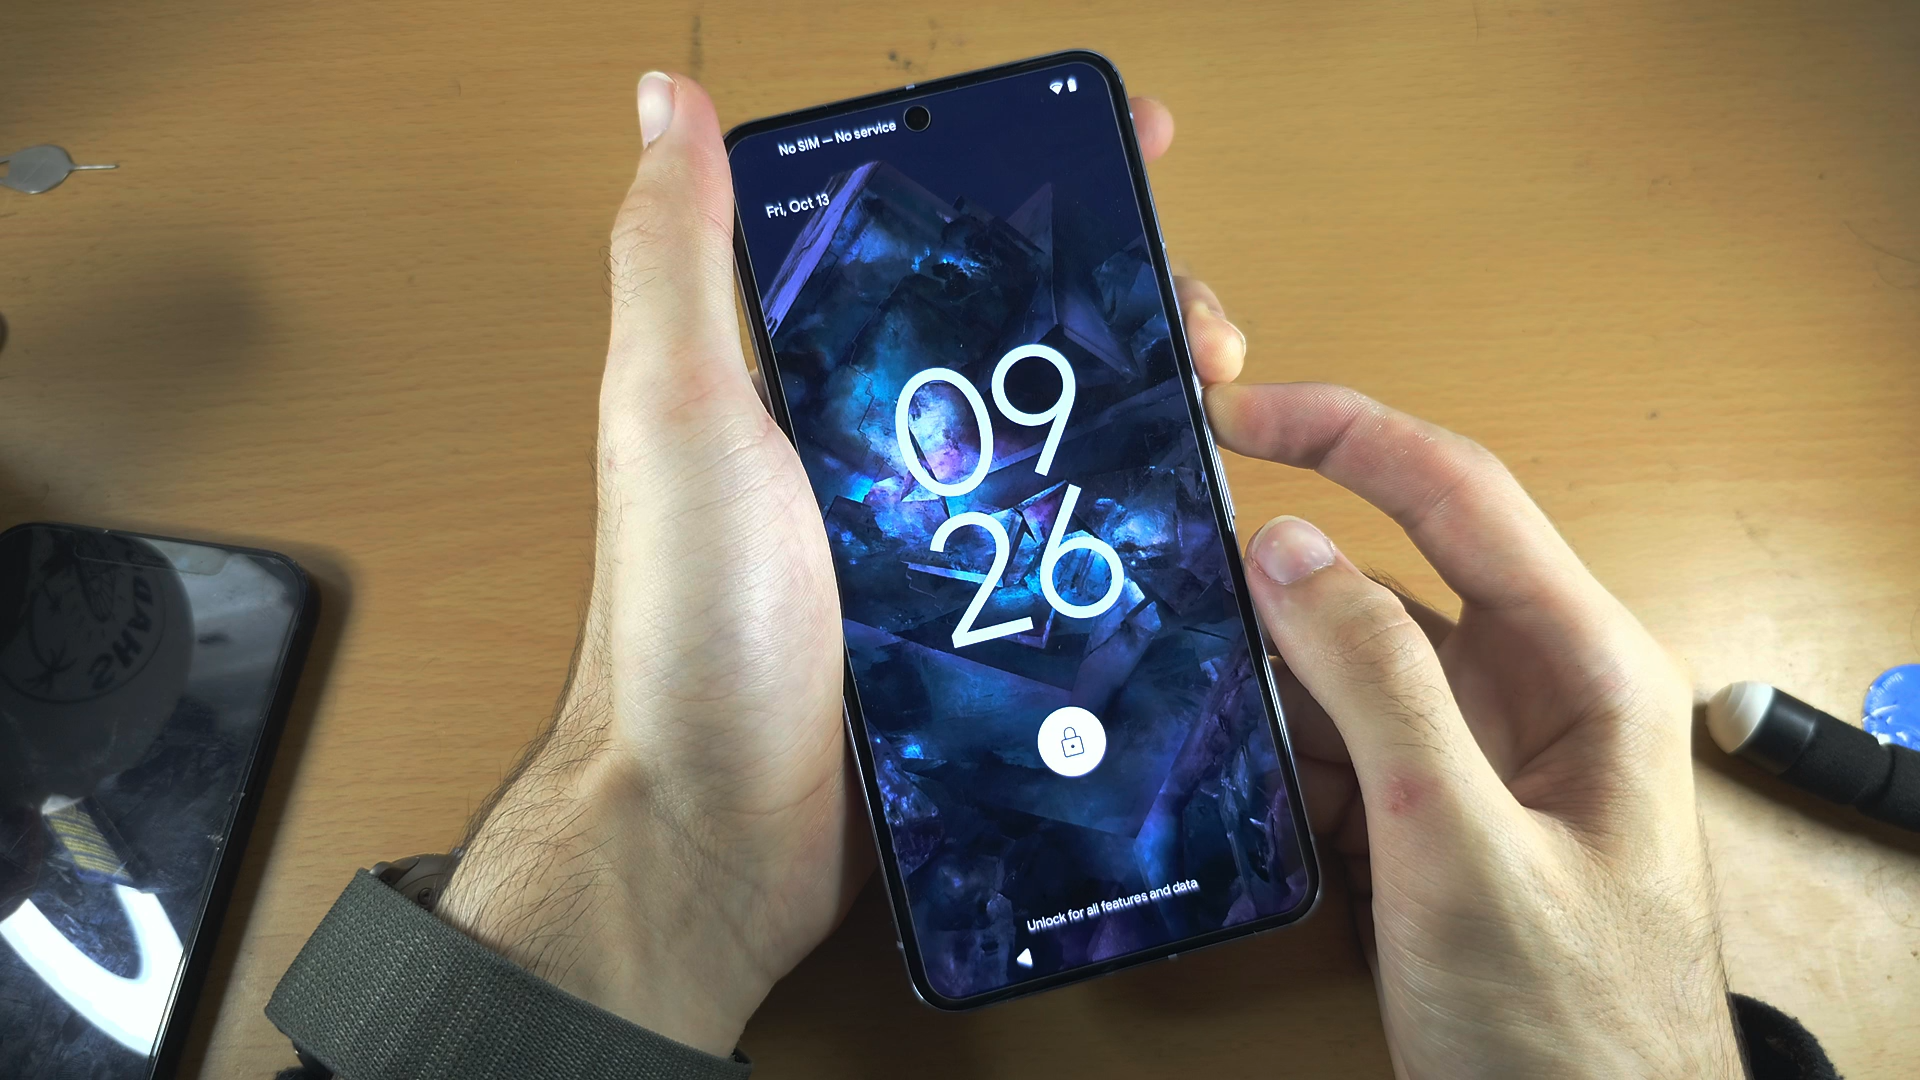 No SIM — No service
Fri, Oct 13
09
26
Unlock for all features and data